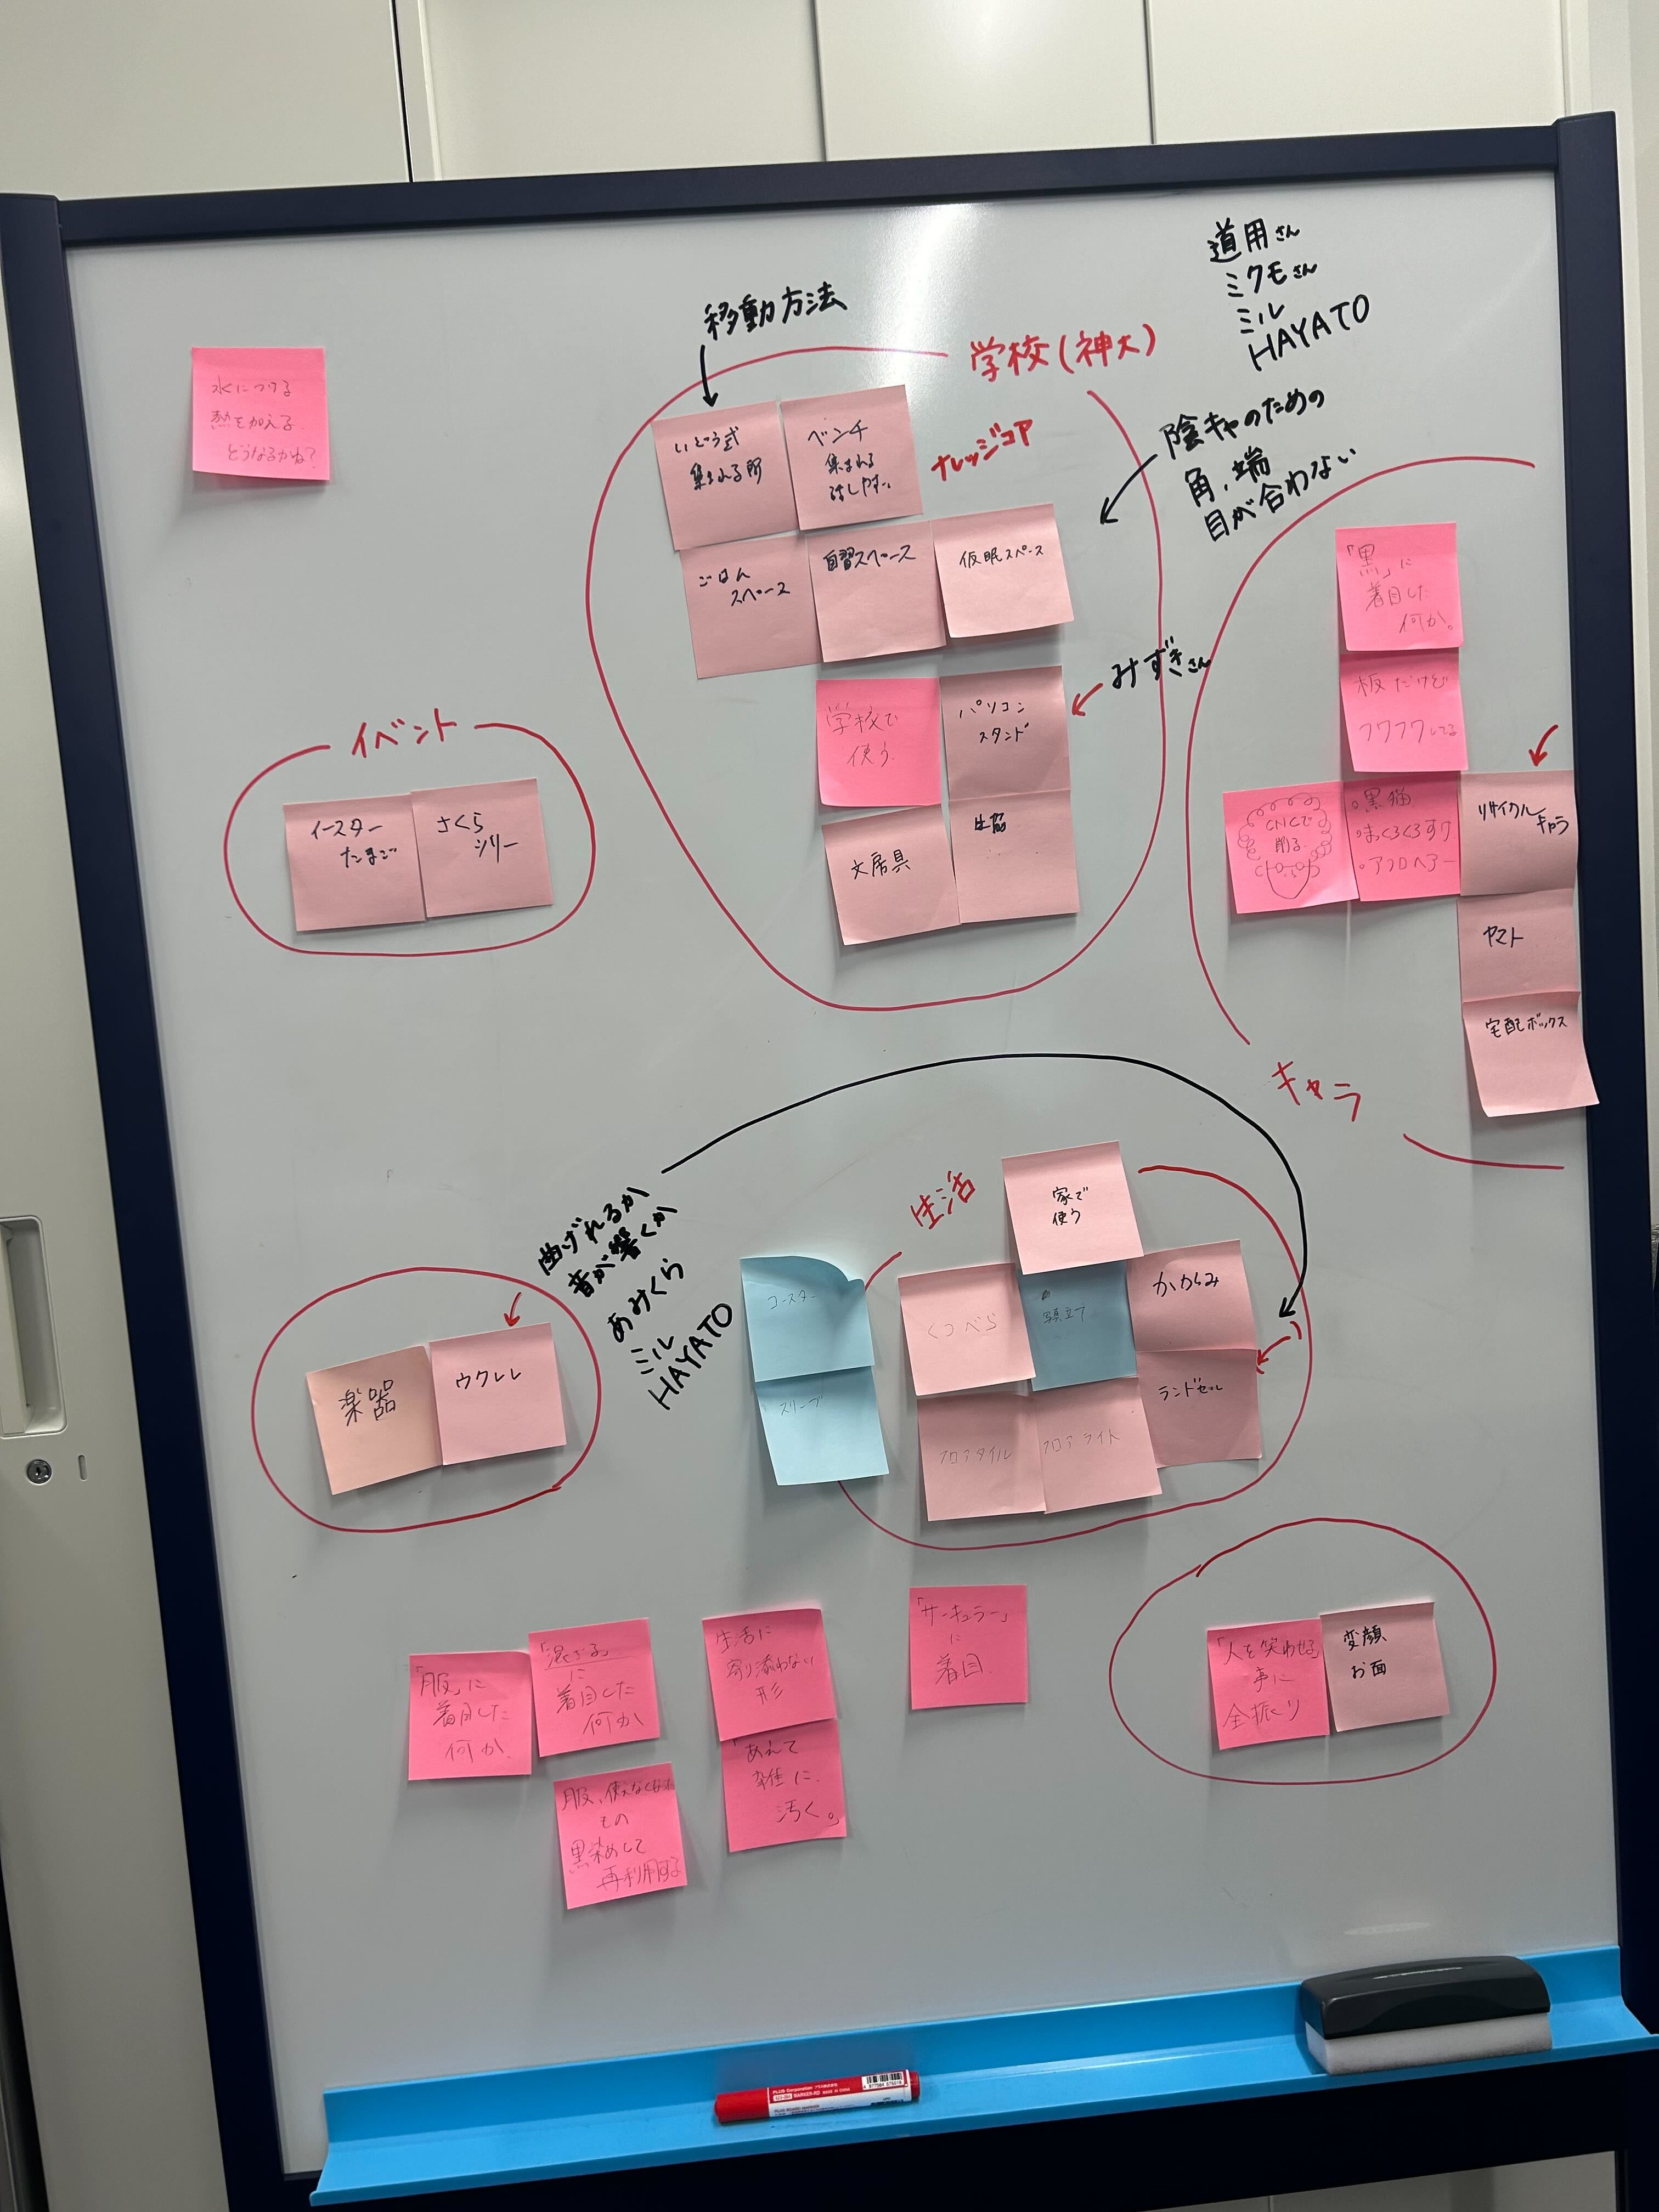 道用さん
ミクモさん
ミル
HAYATO
移動方法
学校(神大)
ナレッジコア
陰キャのための
角、端
目が合わない
水につける
熱を加える
どうなるかね?
いどう式
集まれる所
ベンチ
集まれる
話しやすい
ごはん
スペース
自習スペース
仮眠スペース
みずきさん
学校で
使う
パソコン
スタンド
文房具
生協
イベント
イースター
たまご
さくら
シリー
「黒」に
着目した
何か。
板だけど
フワフワしてる
CNCで
削る
。黒猫
。まっくろくろすけ
。アフロヘアー
リサイクル
キャラ
ヤマト
宅配ボックス
キャラ
曲げれるか
音が響くか
あみくら
ミル
HAYATO
楽器
ウクレレ
生活
家で
使う
コースター
スリーブ
くつべら
写真立て
かがみ
ランドセル
フロアタイル
フロアライト
「服」に
着目した
何か
「混ざる」
に
着目した
何か
服、使えなくなった
もの
黒染めして
再利用する
生活に
寄り添わない
形
「あえて
雑に、
汚く。」
「サーキュラー」
に
着目
「人を笑わせる」
事に
全振り
変顔
お面
PLUS Corporation
MARKER-RD